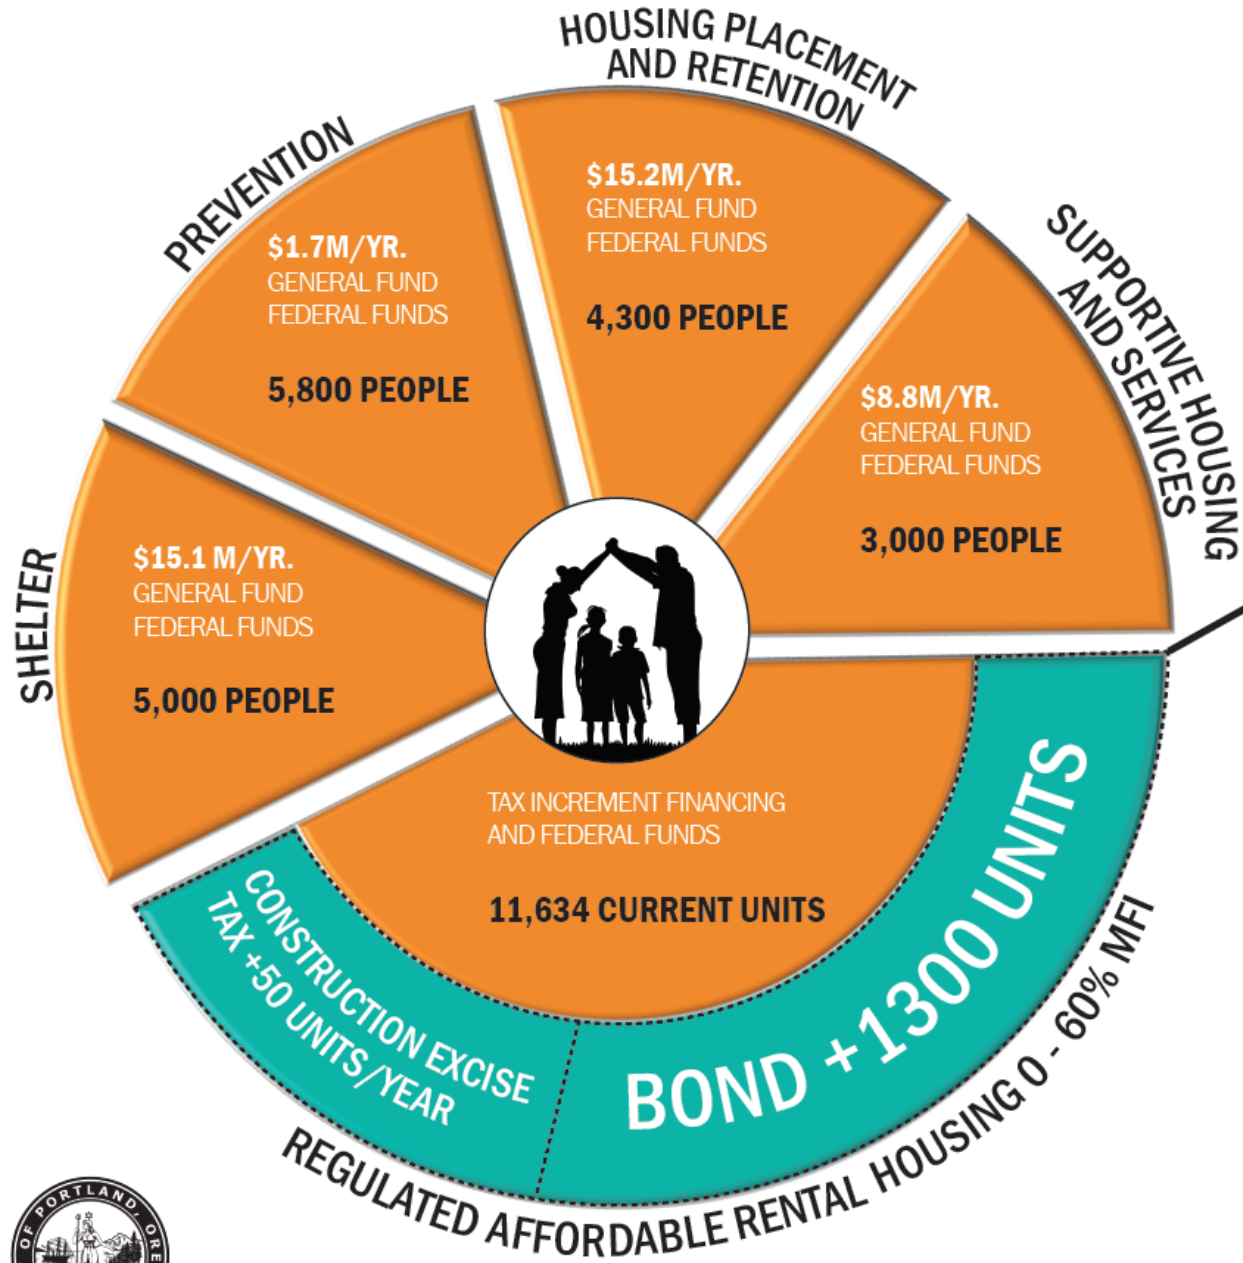 HOUSING PLACEMENT
AND RETENTION
$15.2M/YR.
GENERAL FUND
FEDERAL FUNDS
4,300 PEOPLE
PREVENTION
$1.7M/YR.
GENERAL FUND
FEDERAL FUNDS
5,800 PEOPLE
SUPPORTIVE HOUSING
AND SERVICES
$8.8M/YR.
GENERAL FUND
FEDERAL FUNDS
3,000 PEOPLE
SHELTER
$15.1 M/YR.
GENERAL FUND
FEDERAL FUNDS
5,000 PEOPLE
TAX INCREMENT FINANCING
AND FEDERAL FUNDS
11,634 CURRENT UNITS
CONSTRUCTION EXCISE
TAX +50 UNITS/YEAR
BOND +1300 UNITS
REGULATED AFFORDABLE RENTAL HOUSING 0 - 60% MFI
OF PORTLAND, ORE